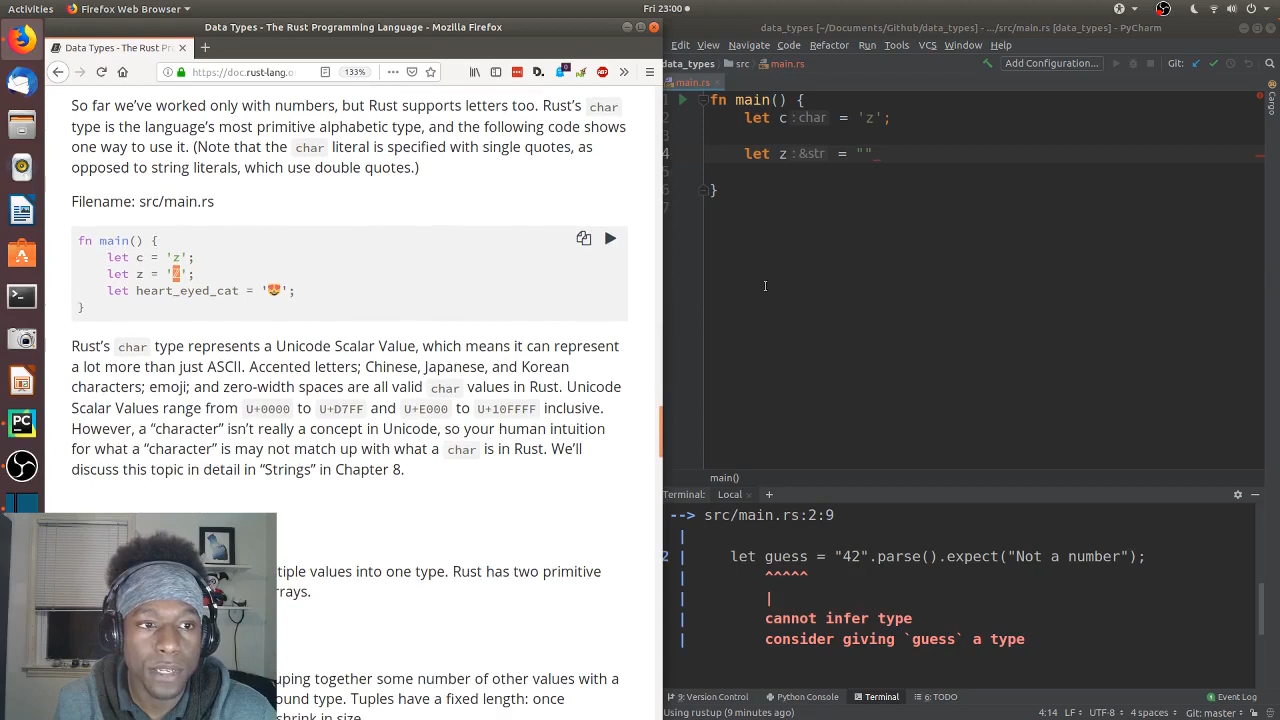 Activities
Firefox Web Browser
Fri 23:00
Data Types - The Rust Programming Language - Mozilla Firefox
Data Types - The Rust Pr
https://doc.rust-lang.o
133%
So far we've worked only with numbers, but Rust supports letters too. Rust's char
type is the language's most primitive alphabetic type, and the following code shows
one way to use it. (Note that the char literal is specified with single quotes, as
opposed to string literals, which use double quotes.)
Filename: src/main.rs
fn main() {
let c = 'z';
let z = 'ℤ';
let heart_eyed_cat = '😻';
}
Rust's char type represents a Unicode Scalar Value, which means it can represent
a lot more than just ASCII. Accented letters; Chinese, Japanese, and Korean
characters; emoji; and zero-width spaces are all valid char values in Rust. Unicode
Scalar Values range from U+0000 to U+D7FF and U+E000 to U+10FFFF inclusive.
However, a “character” isn't really a concept in Unicode, so your human intuition
for what a “character” is may not match up with what a char is in Rust. We'll
discuss this topic in detail in “Strings” in Chapter 8.
tiple values into one type. Rust has two primitive
rrays.
uping together some number of other values with a
ound type. Tuples have a fixed length: once
shrink in size.
data_types [~/Documents/Github/data_types] - .../src/main.rs - PyCharm
Edit View Navigate Code Refactor Run Tools VCS Window Help
data_types src main.rs Add Configuration... Git:
main.rs
Cargo
1 fn main() {
2 let c: char = 'z';
3
4 let z: &str = ""
5
6 }
7
main()
Terminal: Local +
--> src/main.rs:2:9
|
2 | let guess = "42".parse().expect("Not a number");
| ^^^^^
| |
| cannot infer type
| consider giving `guess` a type
9: Version Control Python Console Terminal 6: TODO Event Log
Using rustup (9 minutes ago) 4:14 LF UTF-8 4 spaces Git: master